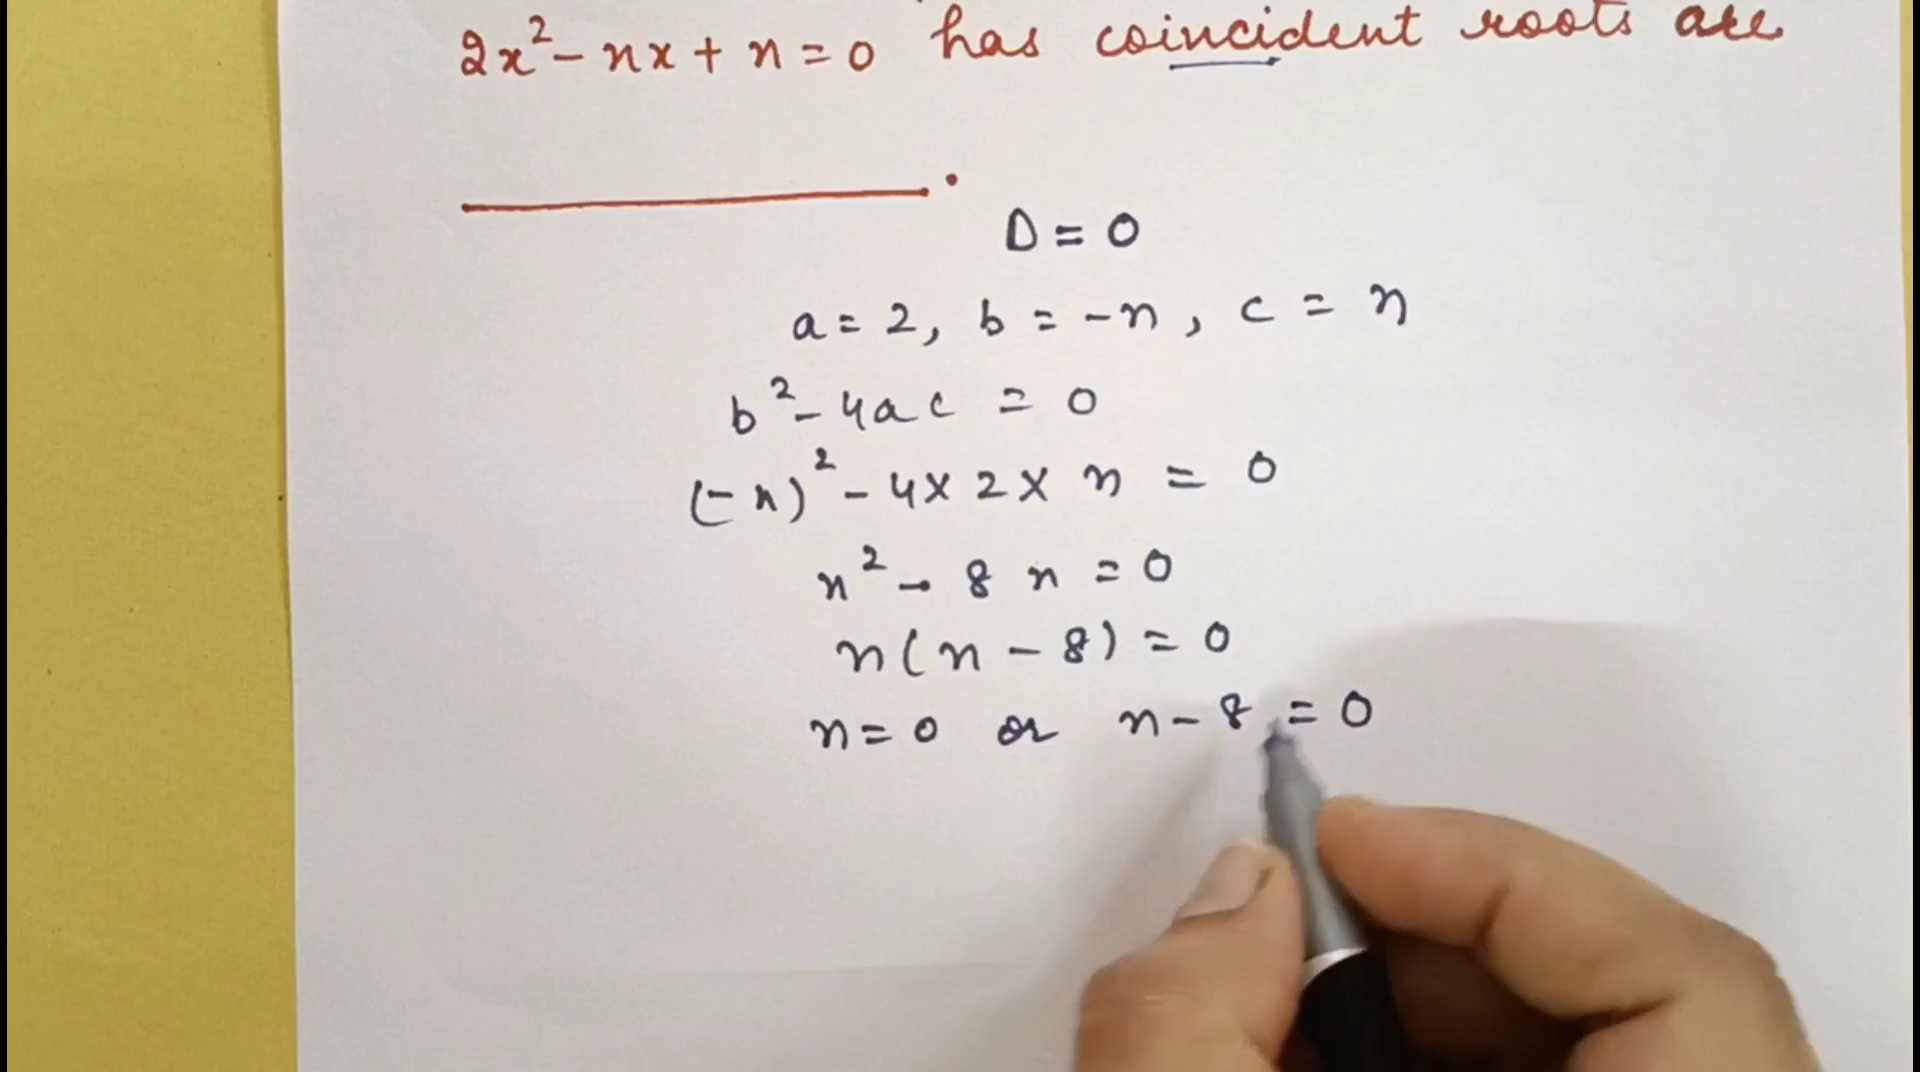 2x² - nx + n = 0 has coincident roots are
__________.
D = 0
a = 2, b = -n, c = n
b² - 4ac = 0
(-n)² - 4 × 2 × n = 0
n² - 8n = 0
n(n - 8) = 0
n = 0 or n - 8 = 0